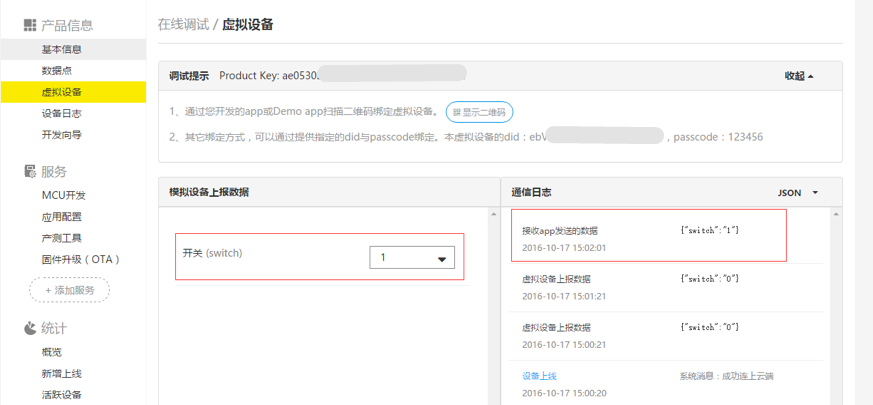 产品信息
基本信息
数据点
虚拟设备
设备日志
开发向导
服务
MCU开发
应用配置
产测工具
固件升级（OTA）
+ 添加服务
统计
概览
新增上线
活跃设备
在线调试 / 虚拟设备
调试提示 Product Key: ae0530 收起
1、通过您开发的app或Demo app扫描二维码绑定虚拟设备。 显示二维码
2、其它绑定方式，可以通过提供指定的did与passcode绑定。本虚拟设备的did：ebV ，passcode：123456
模拟设备上报数据
开关 (switch) 1
通信日志 JSON
接收app发送的数据 {"switch":"1"}
2016-10-17 15:02:01
虚拟设备上报数据 {"switch":"0"}
2016-10-17 15:01:21
虚拟设备上报数据 {"switch":"0"}
2016-10-17 15:00:21
设备上线 系统消息：成功连上云端
2016-10-17 15:00:20